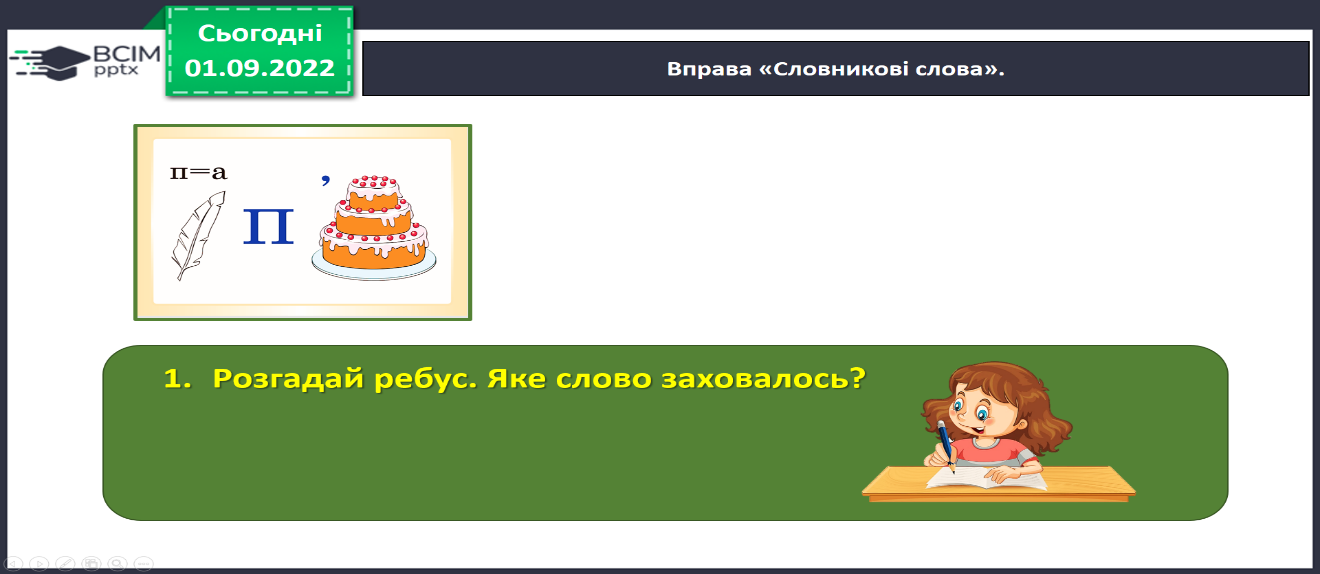 ВСІМ
pptx
Сьогодні
01.09.2022
Вправа «Словникові слова».
п=а
П
,
1. Розгадай ребус. Яке слово заховалось?